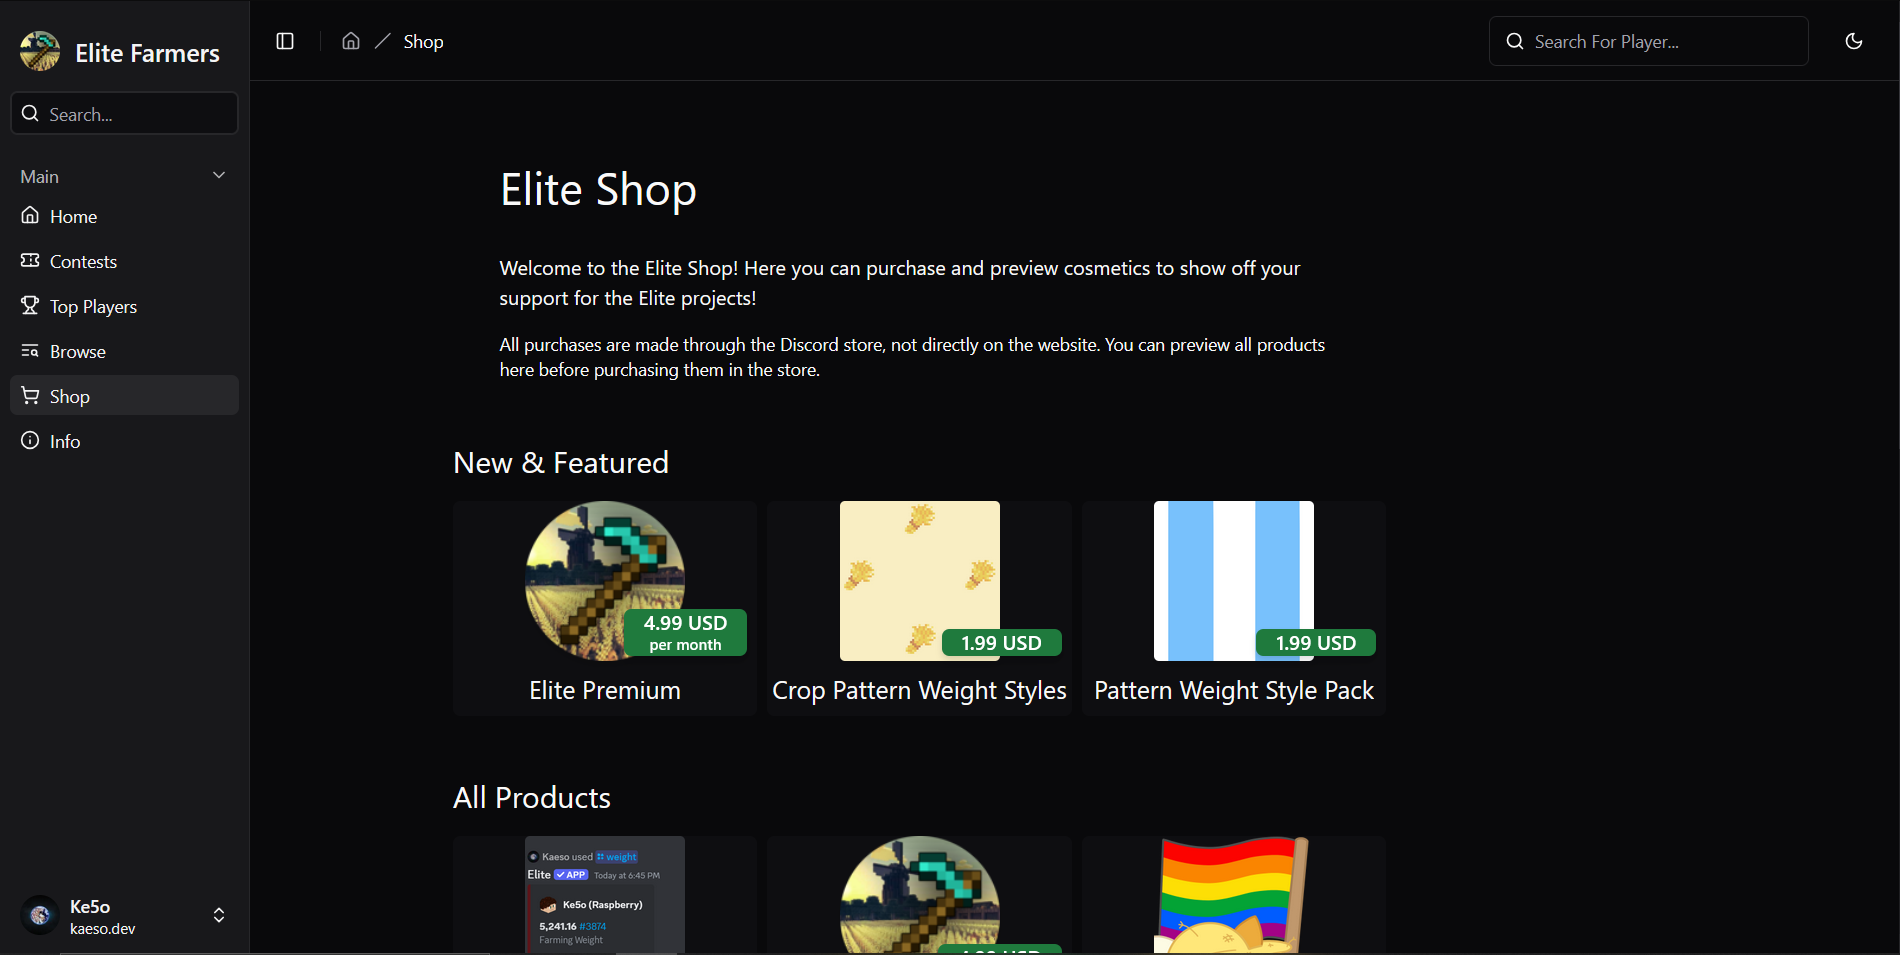 Elite Farmers
Search...
Main
Home
Contests
Top Players
Browse
Shop
Info
Ke5o
kaeso.dev
Shop
Search For Player...
Elite Shop
Welcome to the Elite Shop! Here you can purchase and preview cosmetics to show off your
support for the Elite projects!
All purchases are made through the Discord store, not directly on the website. You can preview all products
here before purchasing them in the store.
New & Featured
4.99 USD
per month
Elite Premium
1.99 USD
Crop Pattern Weight Styles
1.99 USD
Pattern Weight Style Pack
All Products
Kaeso used weight
Elite APP Today at 6:45 PM
Ke5o (Raspberry)
5,241.16 #3874
Farming Weight